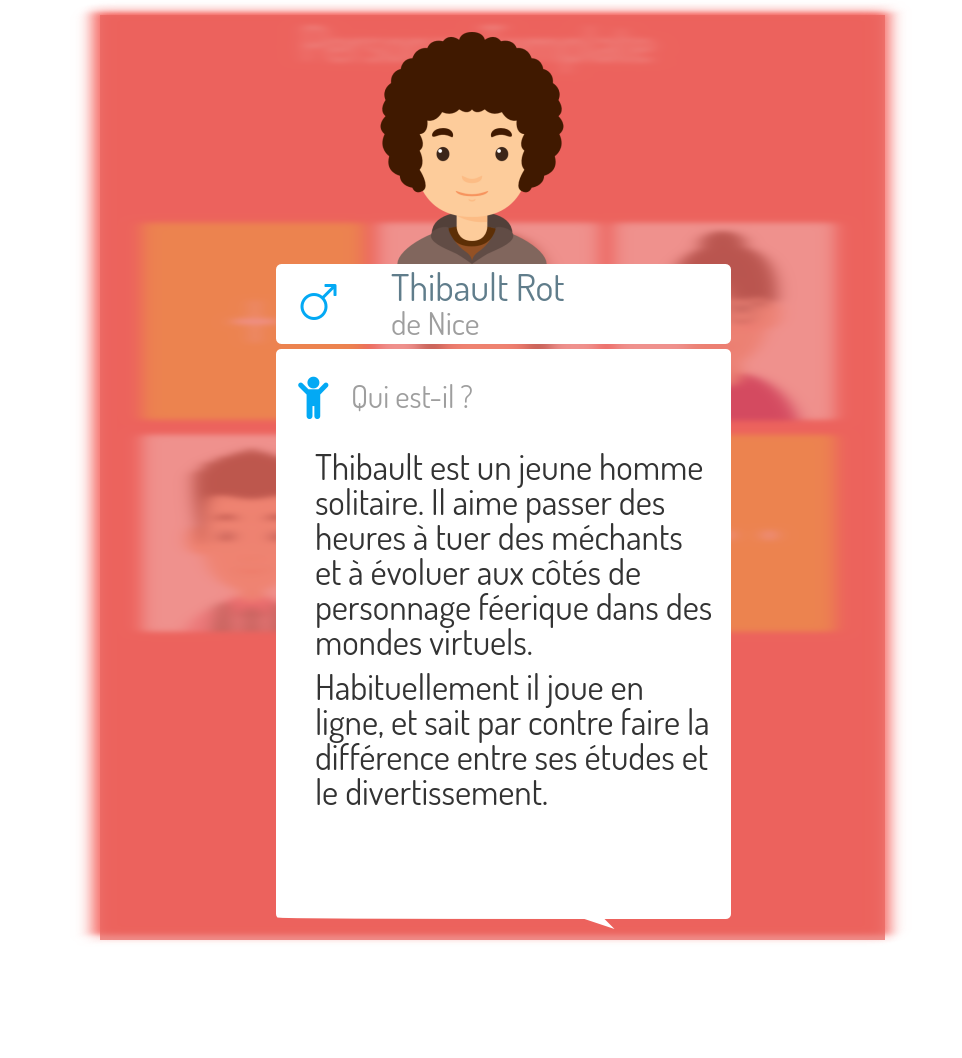 Thibault Rot
de Nice
Qui est-il ?
Thibault est un jeune homme
solitaire. Il aime passer des
heures à tuer des méchants
et à évoluer aux côtés de
personnage féerique dans des
mondes virtuels.
Habituellement il joue en
ligne, et sait par contre faire la
différence entre ses études et
le divertissement.